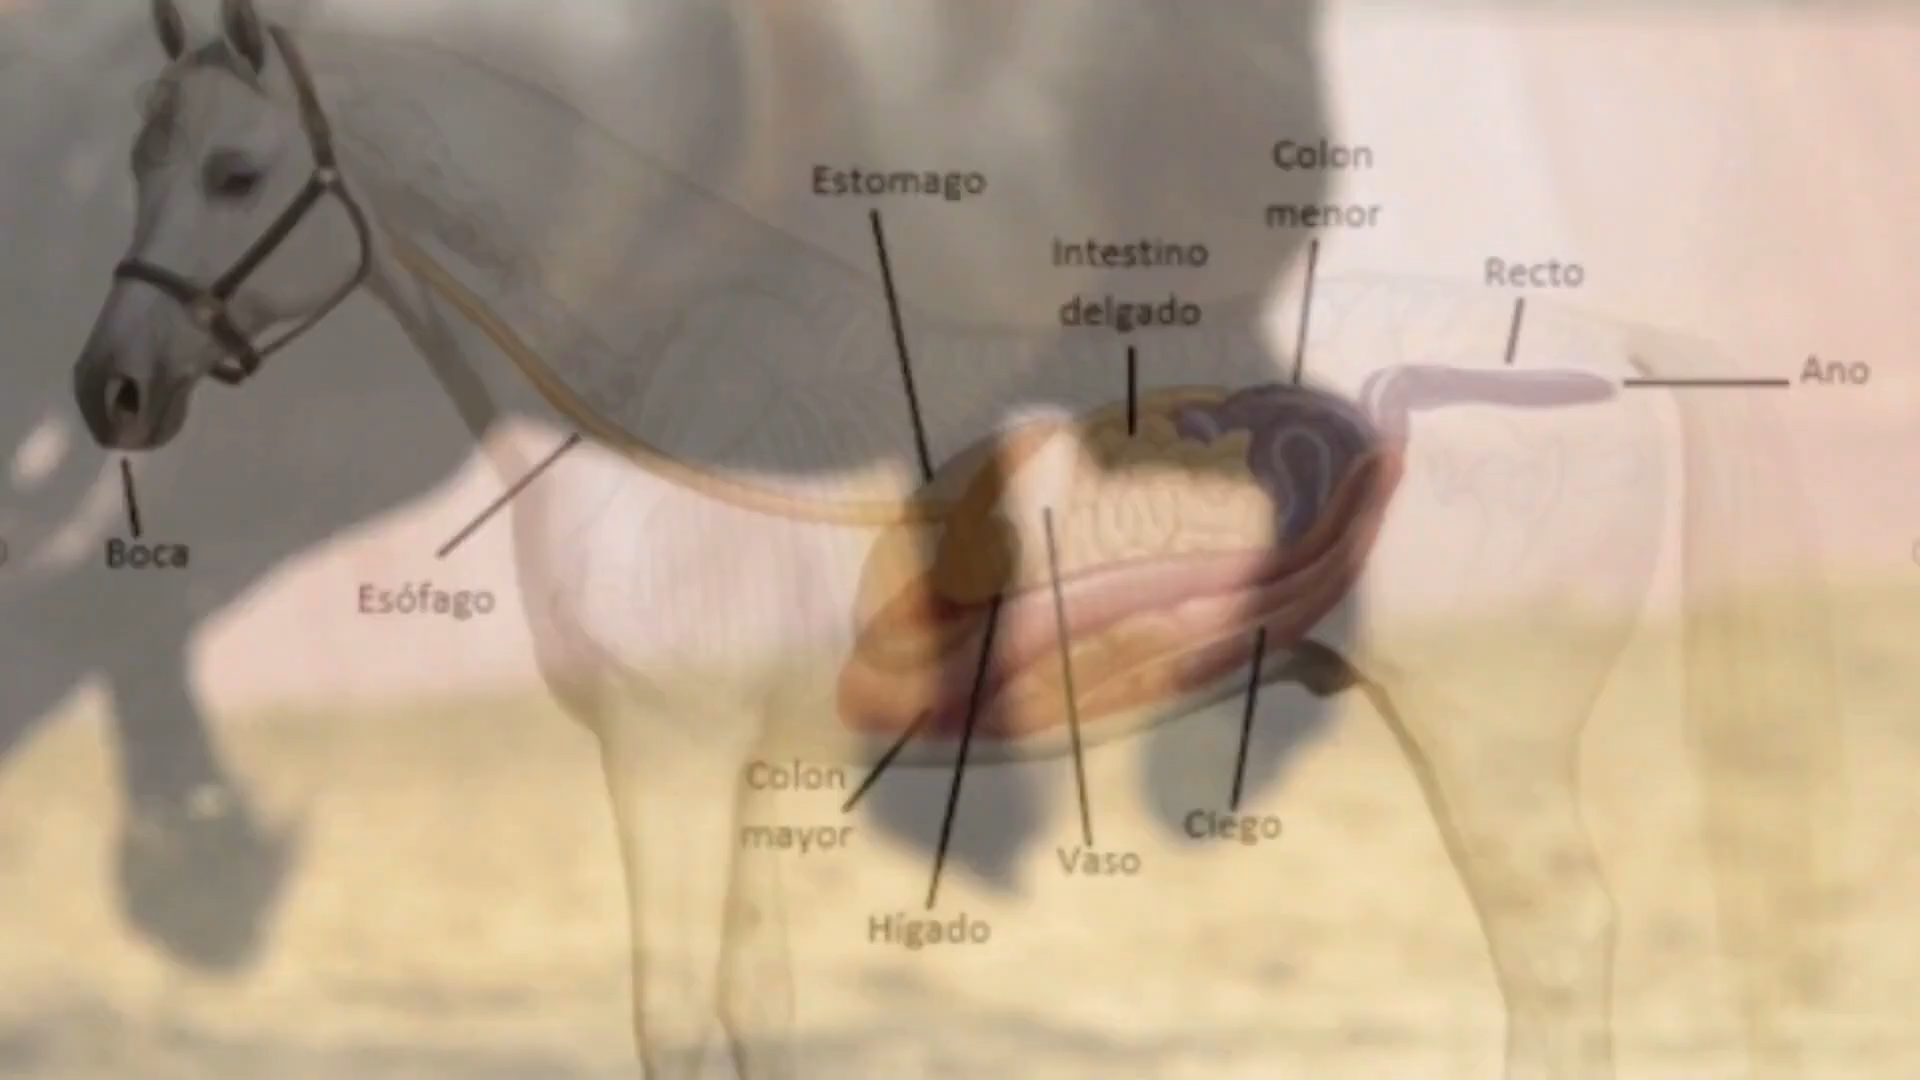 Estomago
Colon
menor
Intestino
delgado
Recto
Ano
Boca
Esófago
Colon
mayor
Hígado
Vaso
Ciego